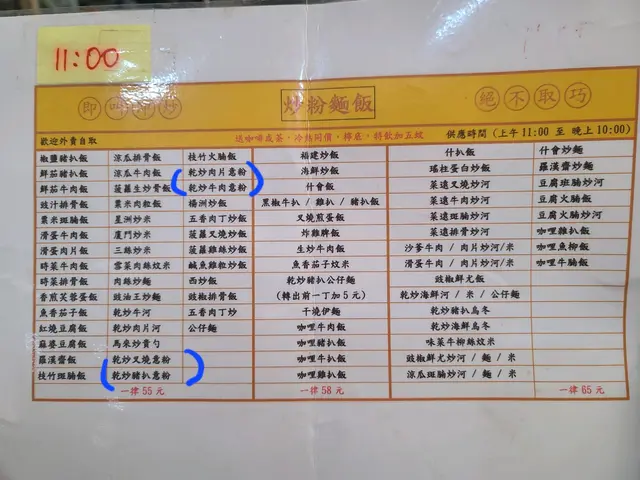 11:00
即叫即炒
炒粉麵飯
絕不取巧
歡迎外賣自取
送咖啡或茶，冷結同價，檸底，特飲加五蚊
供應時間 (上午 11:00 至 晚上 10:00)
椒鹽豬扒飯 涼瓜排骨飯 枝竹火腩飯 福建炒飯 什扒飯 什會炒麵
鮮茄豬扒飯 涼瓜牛肉飯 乾炒肉片意粉 海鮮炒飯 瑤柱蛋白炒飯 羅漢齋炒麵
鮮茄牛肉飯 菠蘿生炒骨飯 乾炒牛肉意粉 什會飯 菜遠叉燒炒河 豆腐班腩炒河
豉汁排骨飯 粟米肉粒飯 楊洲炒飯 黑椒牛扒 / 雞扒 / 豬扒飯 菜遠牛肉炒河 豆腐火腩飯
粟米斑腩飯 星洲炒米 五香肉丁炒飯 叉燒煎蛋飯 菜遠斑腩炒河 豆腐斑腩飯
滑蛋牛肉飯 廈門炒米 菠蘿叉燒炒飯 炸雞脾飯 菜遠排骨炒河 咖喱雞扒飯
滑蛋肉片飯 三絲炒米 菠蘿雞絲炒飯 生炒牛肉飯 沙爹牛肉 / 肉片炒河/米 咖喱魚柳飯
時菜牛肉飯 雪菜肉絲炆米 鹹魚雞粒炒飯 魚香茄子炆米 滑蛋牛肉 / 肉片炒河/米 咖喱牛腩飯
時菜排骨飯 肉絲炒麵 西炒飯 乾炒豬扒公仔麵 豉椒鮮尤飯
香煎芙蓉蛋飯 豉油王炒麵 豉椒排骨飯 (轉出前一丁加 5 元) 乾炒海鮮河 / 米 / 公仔麵
魚香茄子飯 乾炒牛河 五香肉丁炒 干燒伊麵 乾炒豬扒烏冬
紅燒豆腐飯 乾炒肉片河 公仔麵 咖喱牛肉飯 乾炒海鮮烏冬
麻婆豆腐飯 馬來炒貴刁 咖喱豬扒飯 味菜牛柳絲炆米
羅漢齋飯 乾炒叉燒意粉 咖喱牛扒飯 豉椒鮮尤炒河 / 麵 / 米
枝竹斑腩飯 乾炒豬扒意粉 咖喱雞扒飯 涼瓜斑腩炒河 / 麵 / 米
一律 55 元 一律 58 元 一律 65 元